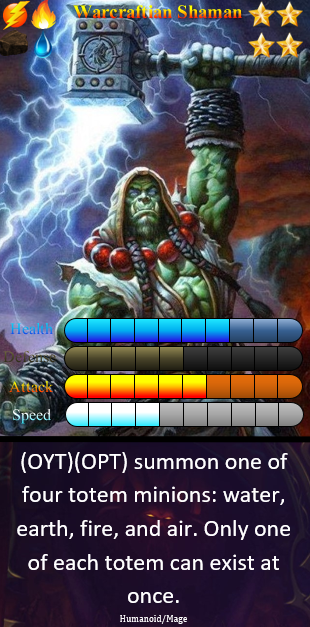 Warcraftian Shaman
Health
Defense
Attack
Speed
(OYT)(OPT) summon one of
four totem minions: water,
earth, fire, and air. Only one
of each totem can exist at
once.
Humanoid/Mage